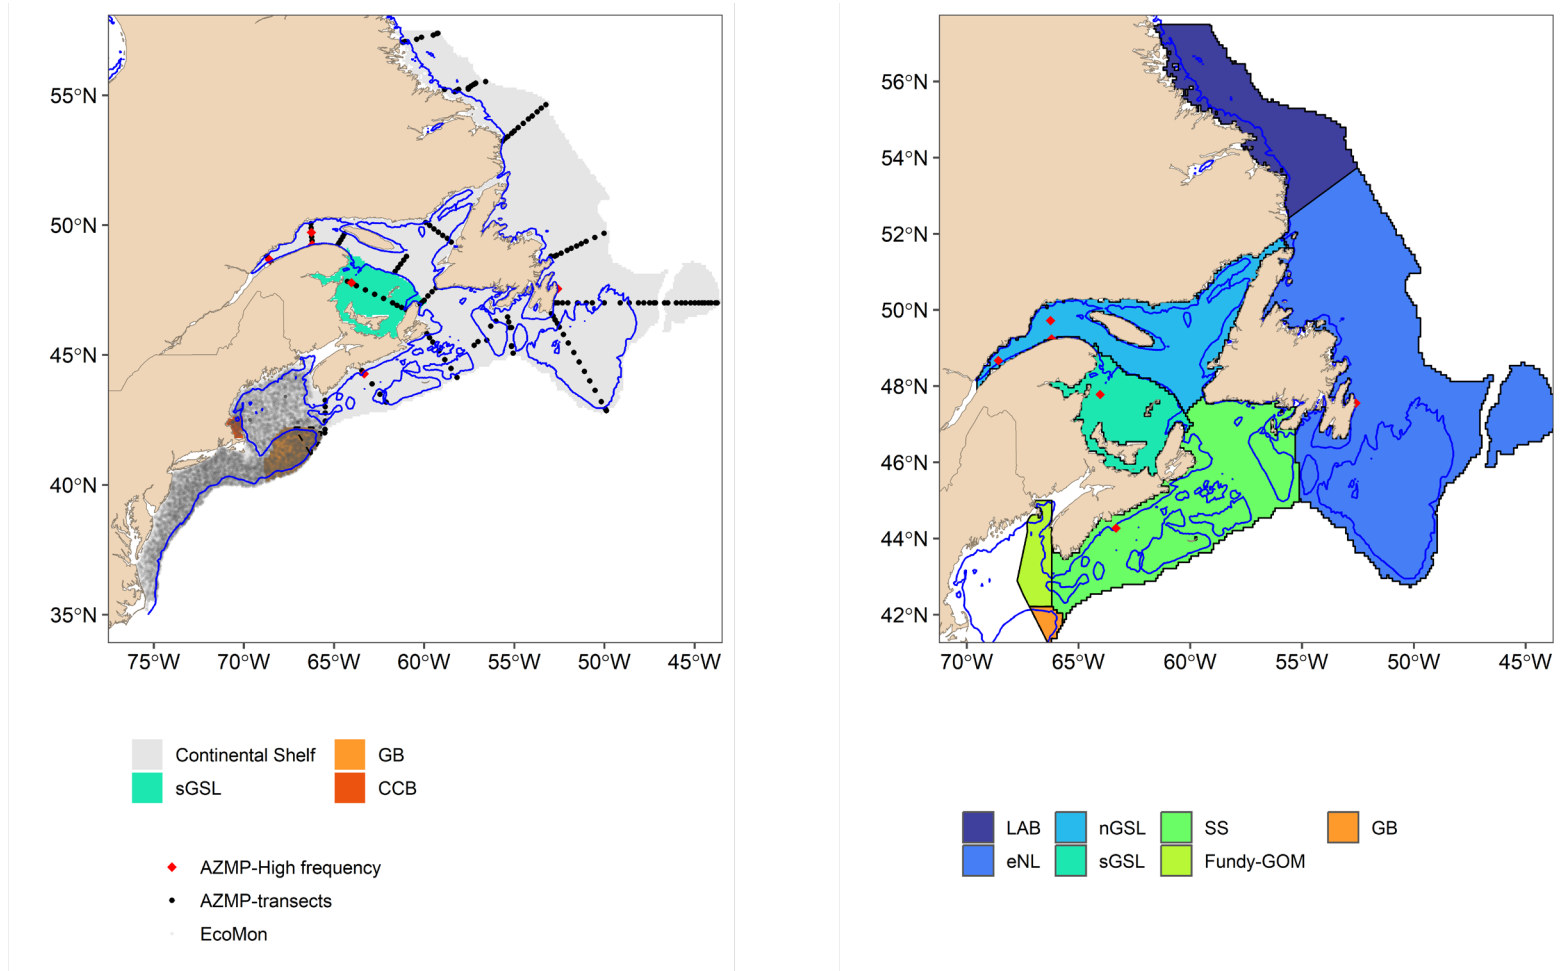 55°N
50°N
45°N
40°N
35°N
75°W 70°W 65°W 60°W 55°W 50°W 45°W
Continental Shelf GB
sGSL CCB
AZMP-High frequency
AZMP-transects
EcoMon
56°N
54°N
52°N
50°N
48°N
46°N
44°N
42°N
70°W 65°W 60°W 55°W 50°W 45°W
LAB nGSL SS GB
eNL sGSL Fundy-GOM